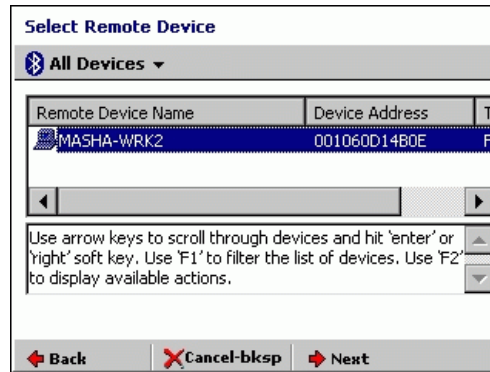 Select Remote Device
All Devices
Remote Device Name Device Address T
MASHA-WRK2 001060D14B0E F
Use arrow keys to scroll through devices and hit 'enter' or
'right' soft key. Use 'F1' to filter the list of devices. Use 'F2'
to display available actions.
Back Cancel-bksp Next